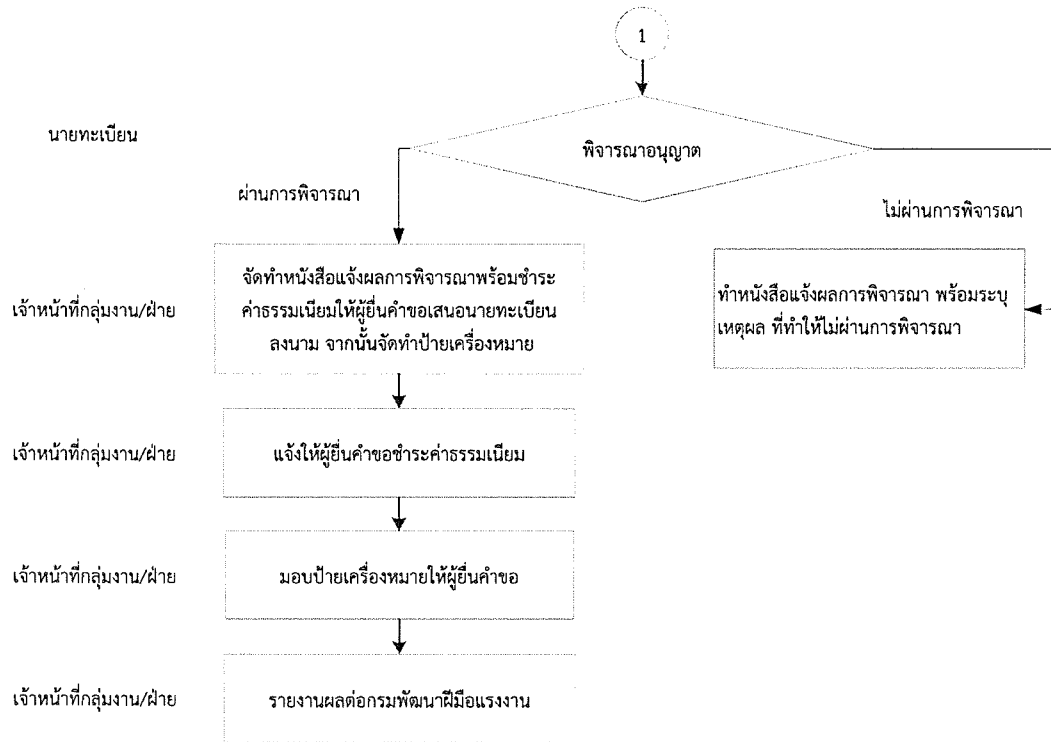 1
นายทะเบียน
พิจารณาอนุญาต
ผ่านการพิจารณา
ไม่ผ่านการพิจารณา
เจ้าหน้าที่กลุ่มงาน/ฝ่าย
จัดทำหนังสือแจ้งผลการพิจารณาพร้อมชำระ
ค่าธรรมเนียมให้ผู้ยื่นคำขอเสนอนายทะเบียน
ลงนาม จากนั้นจัดทำป้ายเครื่องหมาย
ทำหนังสือแจ้งผลการพิจารณา พร้อมระบุ
เหตุผล ที่ทำให้ไม่ผ่านการพิจารณา
เจ้าหน้าที่กลุ่มงาน/ฝ่าย
แจ้งให้ผู้ยื่นคำขอชำระค่าธรรมเนียม
เจ้าหน้าที่กลุ่มงาน/ฝ่าย
มอบป้ายเครื่องหมายให้ผู้ยื่นคำขอ
เจ้าหน้าที่กลุ่มงาน/ฝ่าย
รายงานผลต่อกรมพัฒนาฝีมือแรงงาน